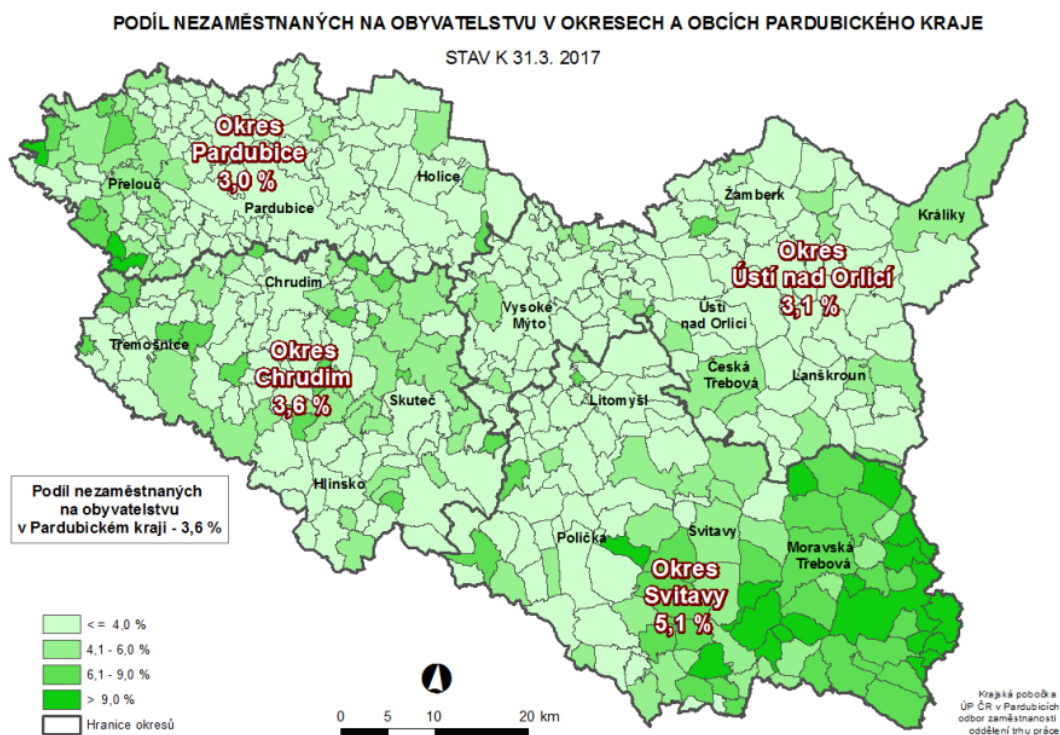 PODÍL NEZAMĚSTNANÝCH NA OBYVATELSTVU V OKRESECH A OBCÍCH PARDUBICKÉHO KRAJE
STAV K 31.3. 2017
Okres
Pardubice
3,0 %
Přelouč
Holice
Pardubice
Žamberk
Králíky
Okres
Ústí nad Orlicí
3,1 %
Chrudim
Vysoké
Mýto
Ústí
nad Orlicí
Třemošnice
Okres
Chrudim
3,6 %
Česká
Třebová
Lanškroun
Skuteč
Litomyšl
Hlinsko
Podíl nezaměstnaných
na obyvatelstvu
v Pardubickém kraji - 3,6 %
Polička
Svitavy
Moravská
Třebová
Okres
Svitavy
5,1 %
< = 4,0 %
4,1 - 6,0 %
6,1 - 9,0 %
> 9,0 %
Hranice okresů
0 5 10 20 km
Krajská pobočka
ÚP ČR v Pardubicích
odbor zaměstnanosti
oddělení trhu práce